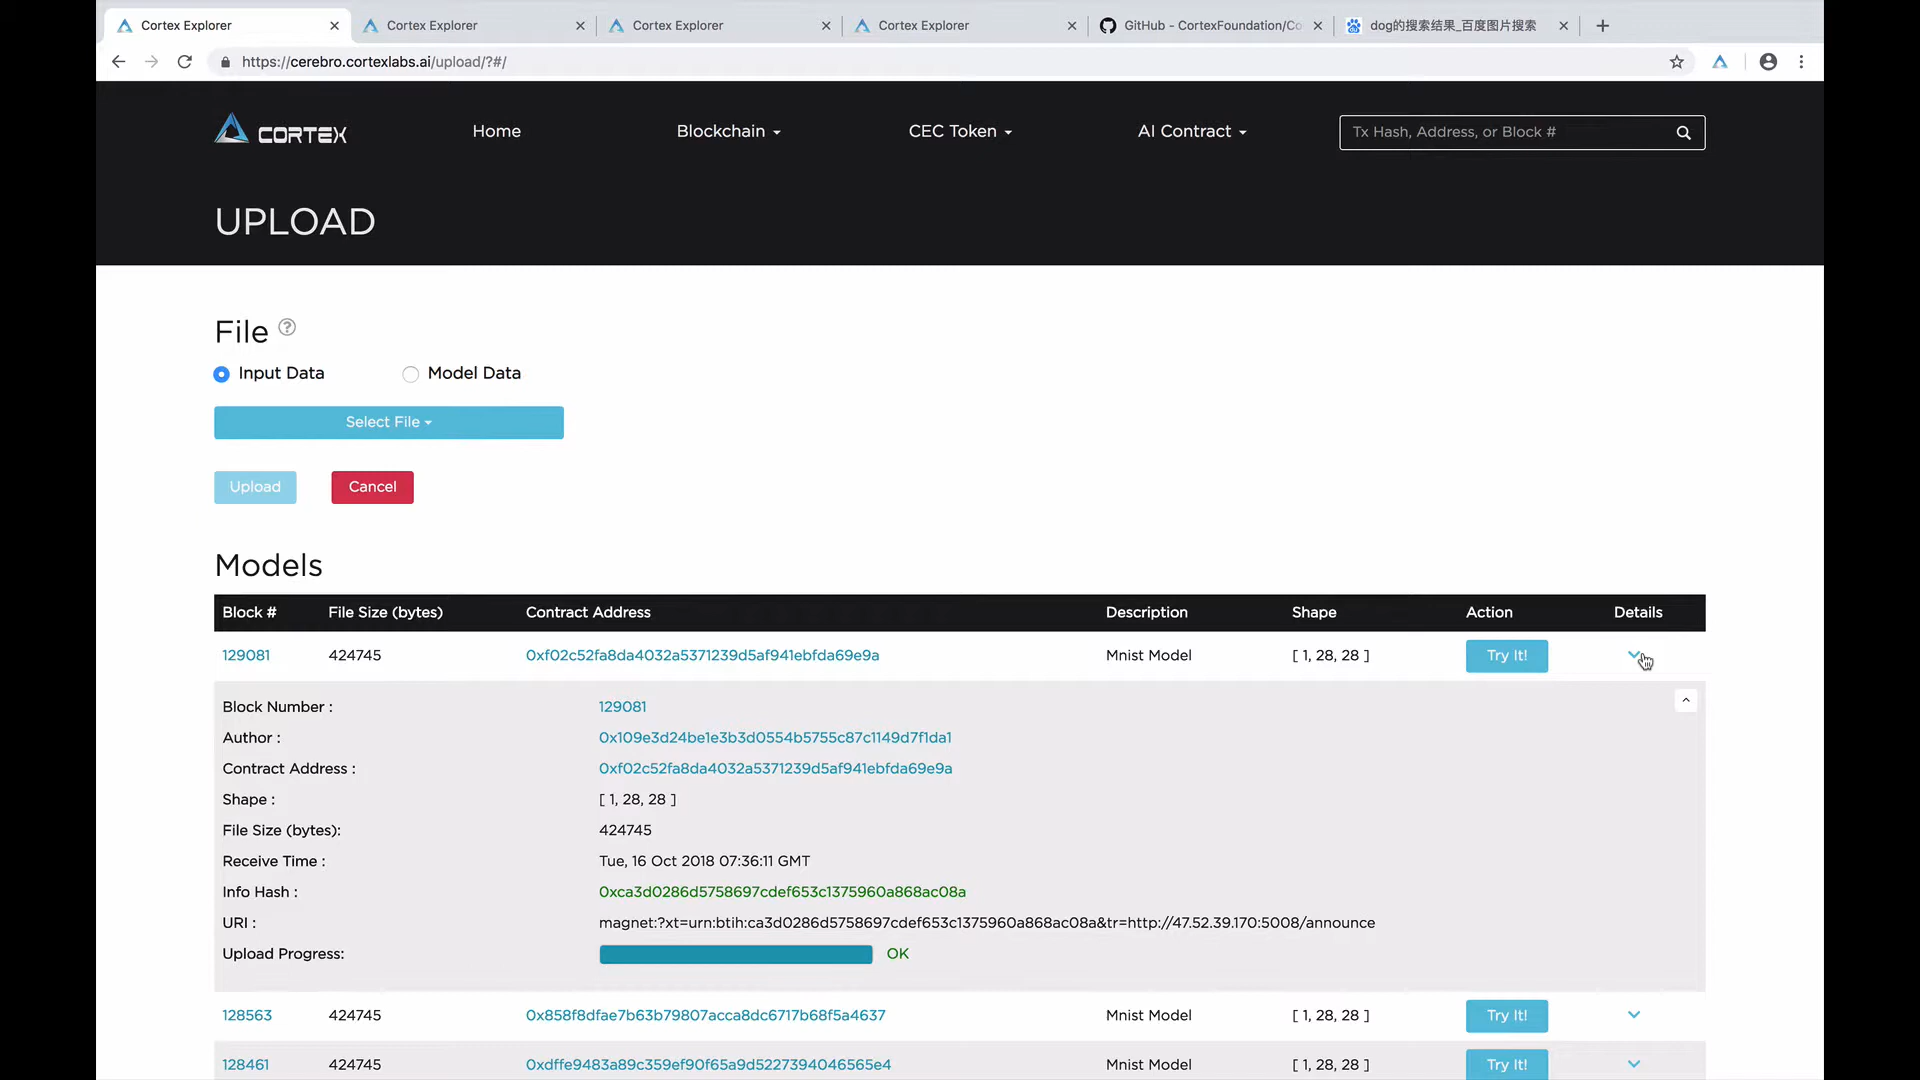 Cortex Explorer
Cortex Explorer
Cortex Explorer
Cortex Explorer
GitHub - CortexFoundation/Co
dog的搜索结果_百度图片搜索
https://cerebro.cortexlabs.ai/upload/?#/
CORTEX
Home
Blockchain
CEC Token
AI Contract
Tx Hash, Address, or Block #
UPLOAD
File ?
Input Data
Model Data
Select File
Upload
Cancel
Models
Block # File Size (bytes) Contract Address Description Shape Action Details
129081 424745 0xf02c52fa8da4032a5371239d5af941ebfda69e9a Mnist Model [ 1, 28, 28 ] Try It!
Block Number : 129081
Author : 0x109e3d24be1e3b3d0554b5755c87c1149d7f1da1
Contract Address : 0xf02c52fa8da4032a5371239d5af941ebfda69e9a
Shape : [ 1, 28, 28 ]
File Size (bytes): 424745
Receive Time : Tue, 16 Oct 2018 07:36:11 GMT
Info Hash : 0xca3d0286d5758697cdef653c1375960a868ac08a
URI : magnet:?xt=urn:btih:ca3d0286d5758697cdef653c1375960a868ac08a&tr=http://47.52.39.170:5008/announce
Upload Progress: OK
128563 424745 0x858f8dfae7b63b79807acca8dc6717b68f5a4637 Mnist Model [ 1, 28, 28 ] Try It!
128461 424745 0xdffe9483a89c359ef90f65a9d5227394046565e4 Mnist Model [ 1, 28, 28 ] Try It!